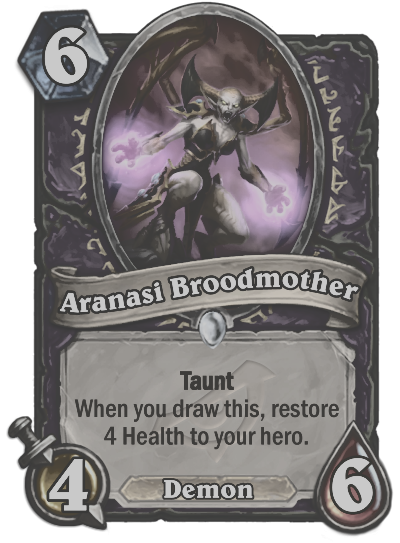 6
Aranasi Broodmother
Taunt
When you draw this, restore
4 Health to your hero.
4
Demon
6